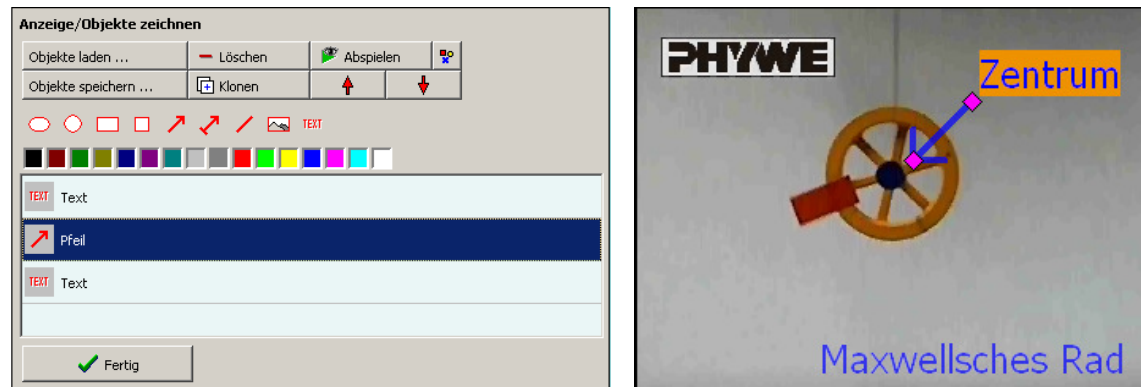 Anzeige/Objekte zeichnen
Objekte laden ...
Löschen
Abspielen
Objekte speichern ...
Klonen
TEXT
TEXT Text
Pfeil
TEXT Text
Fertig
PHYWE
Zentrum
Maxwellsches Rad